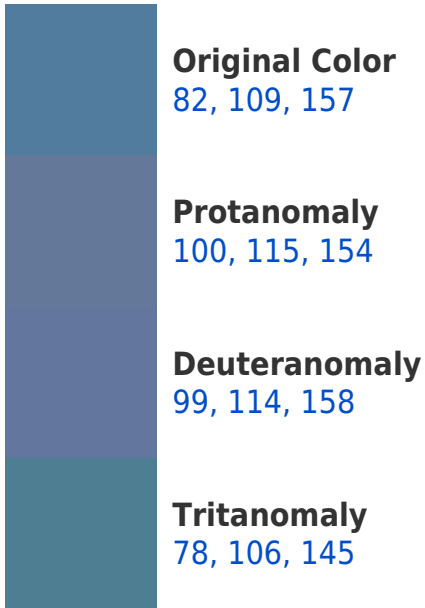 Original Color
82, 109, 157
Protanomaly
100, 115, 154
Deuteranomaly
99, 114, 158
Tritanomaly
78, 106, 145